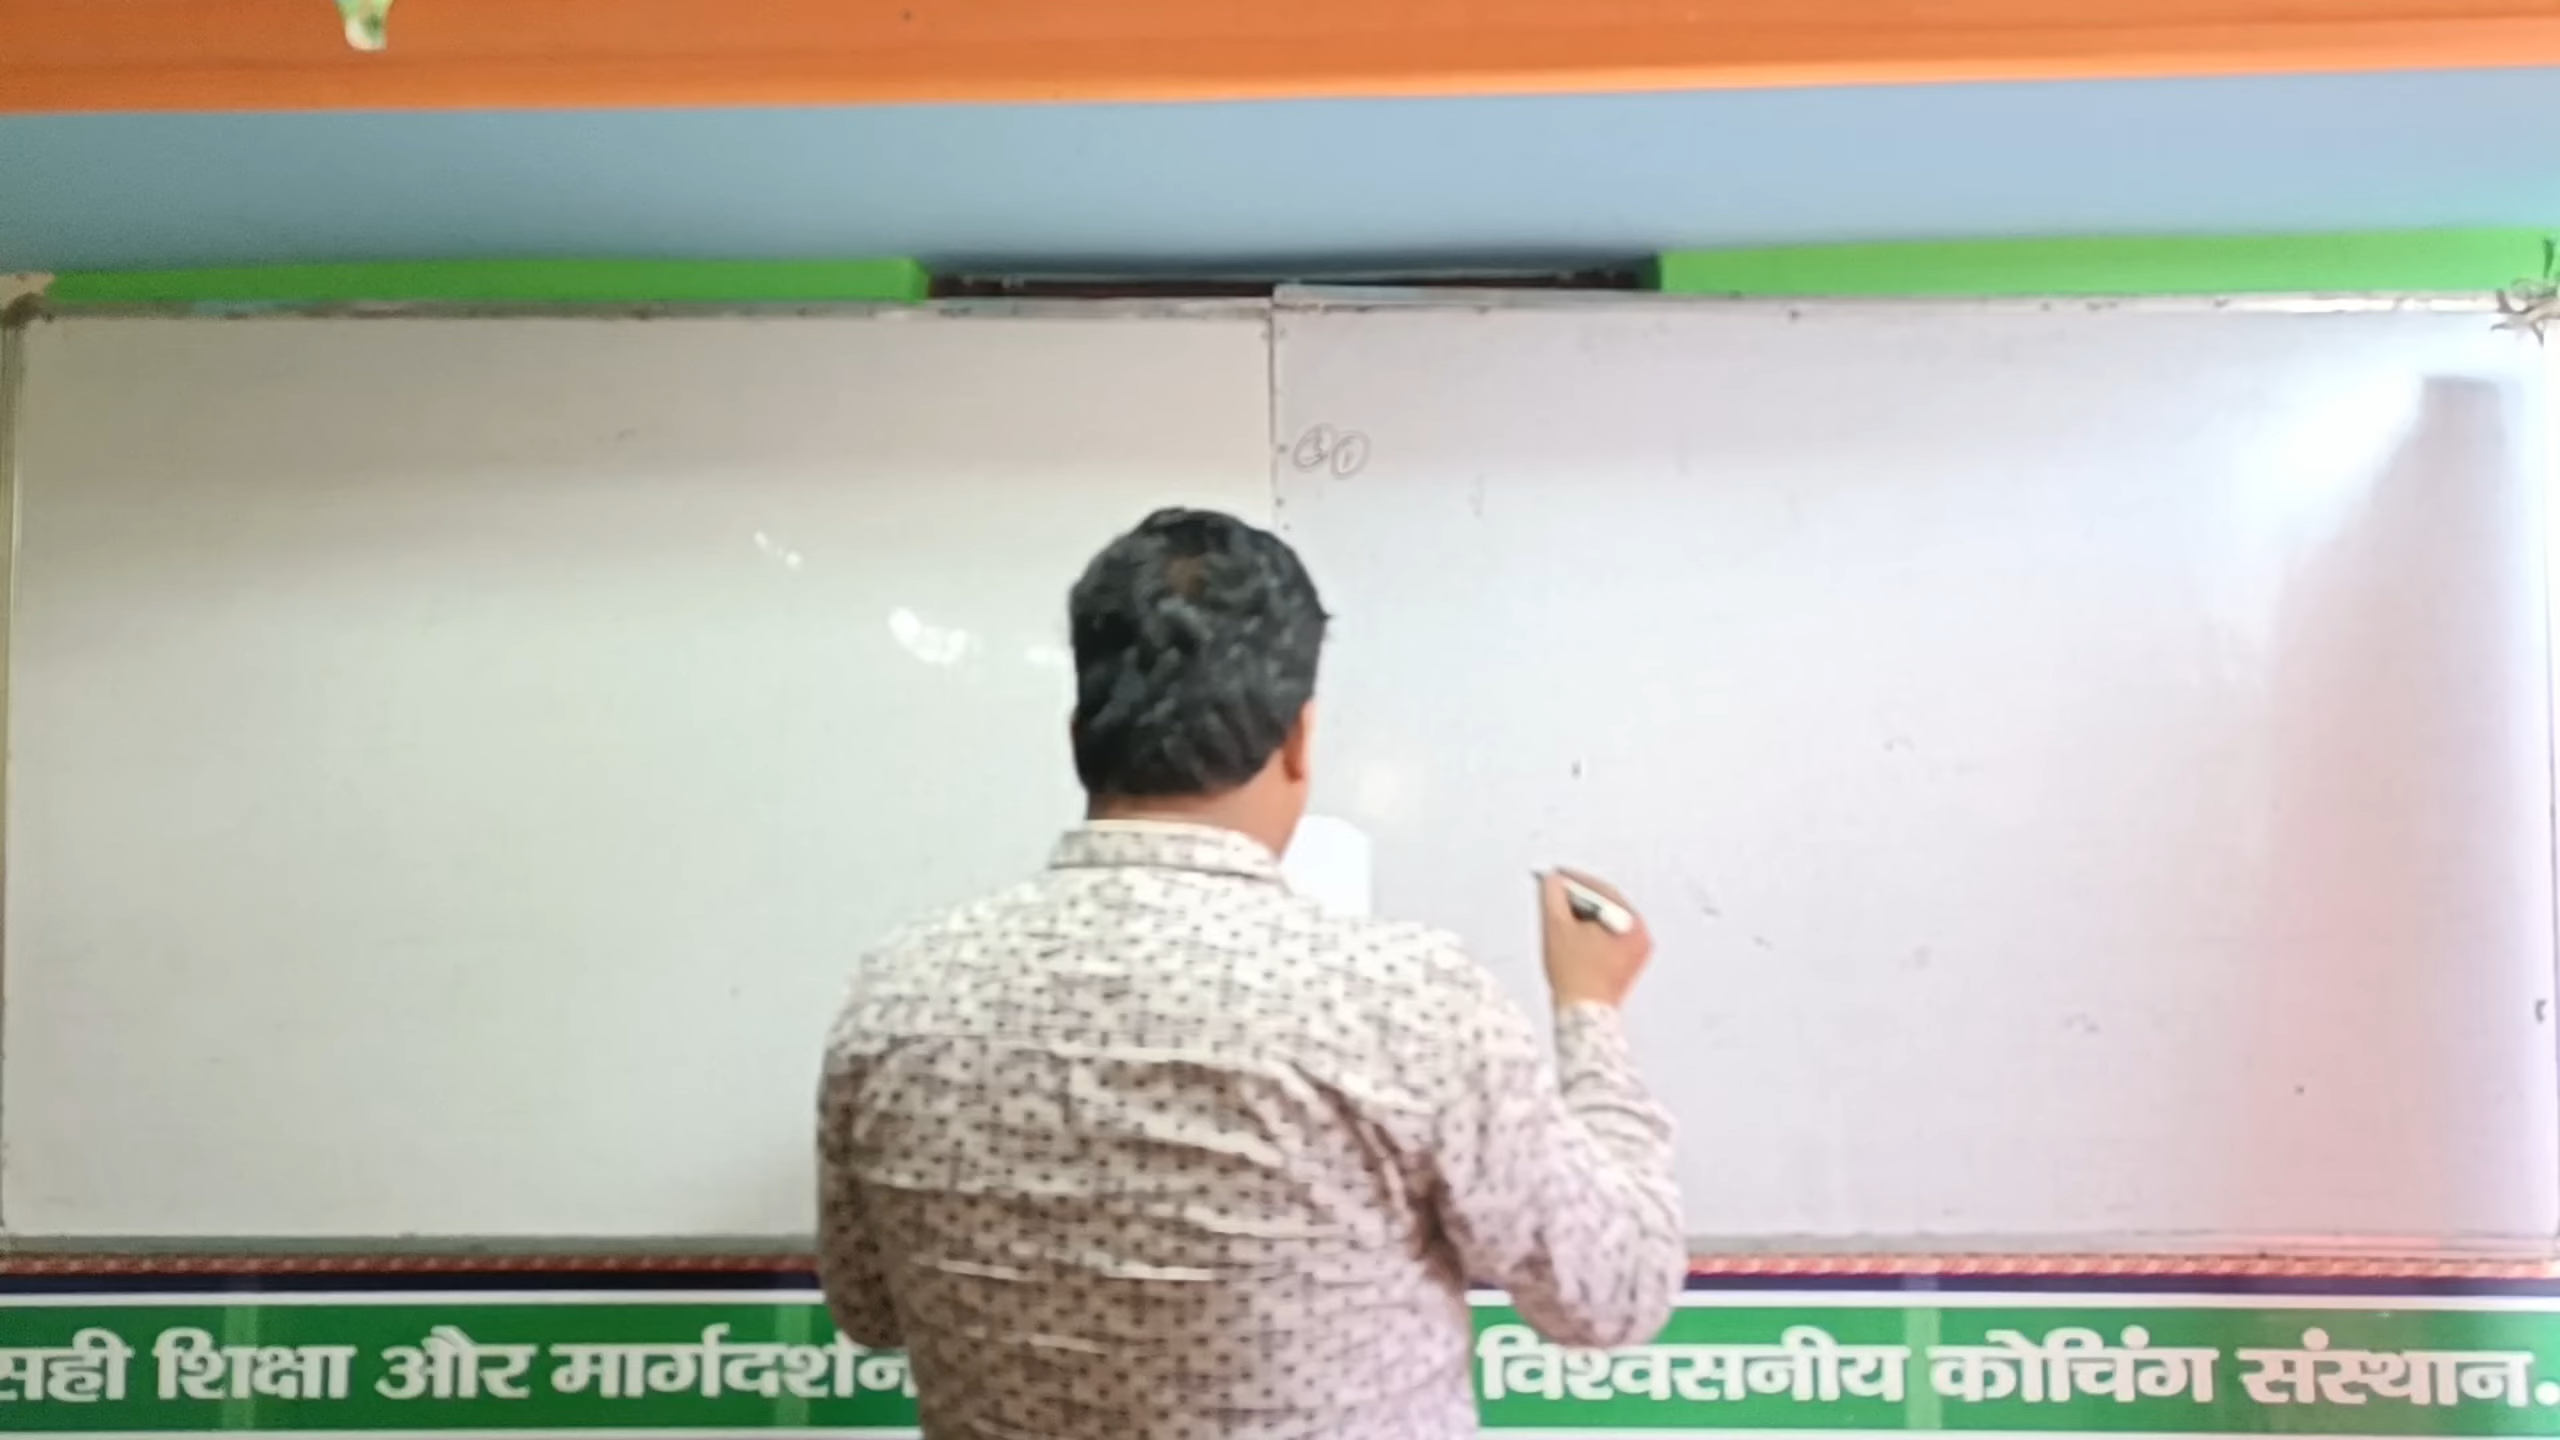 सही शिक्षा और मार्गदर्शन विश्वसनीय कोचिंग संस्थान.